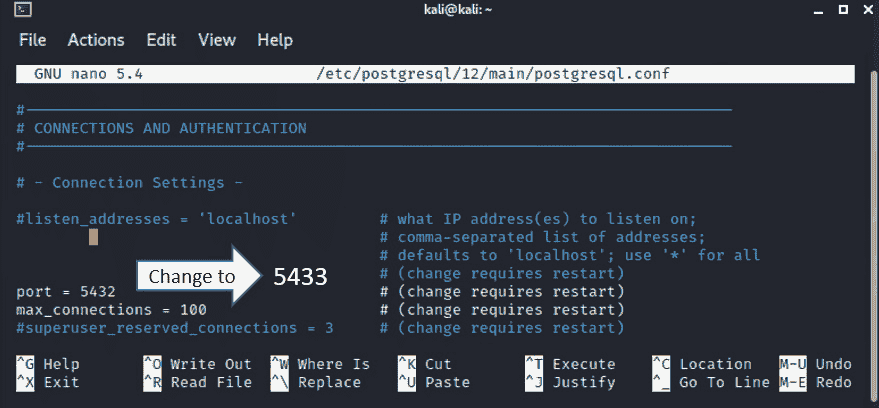 kali@kali: ~
File Actions Edit View Help
GNU nano 5.4 /etc/postgresql/12/main/postgresql.conf
#------------------------------------------------------------------------------
# CONNECTIONS AND AUTHENTICATION
#------------------------------------------------------------------------------
# - Connection Settings -
#listen_addresses = 'localhost' # what IP address(es) to listen on;
# comma-separated list of addresses;
# defaults to 'localhost'; use '*' for all
Change to 5433 # (change requires restart)
port = 5432 # (change requires restart)
max_connections = 100 # (change requires restart)
#superuser_reserved_connections = 3 # (change requires restart)
^G Help ^O Write Out ^W Where Is ^K Cut ^T Execute ^C Location M-U Undo
^X Exit ^R Read File ^\ Replace ^U Paste ^J Justify ^_ Go To Line M-E Redo